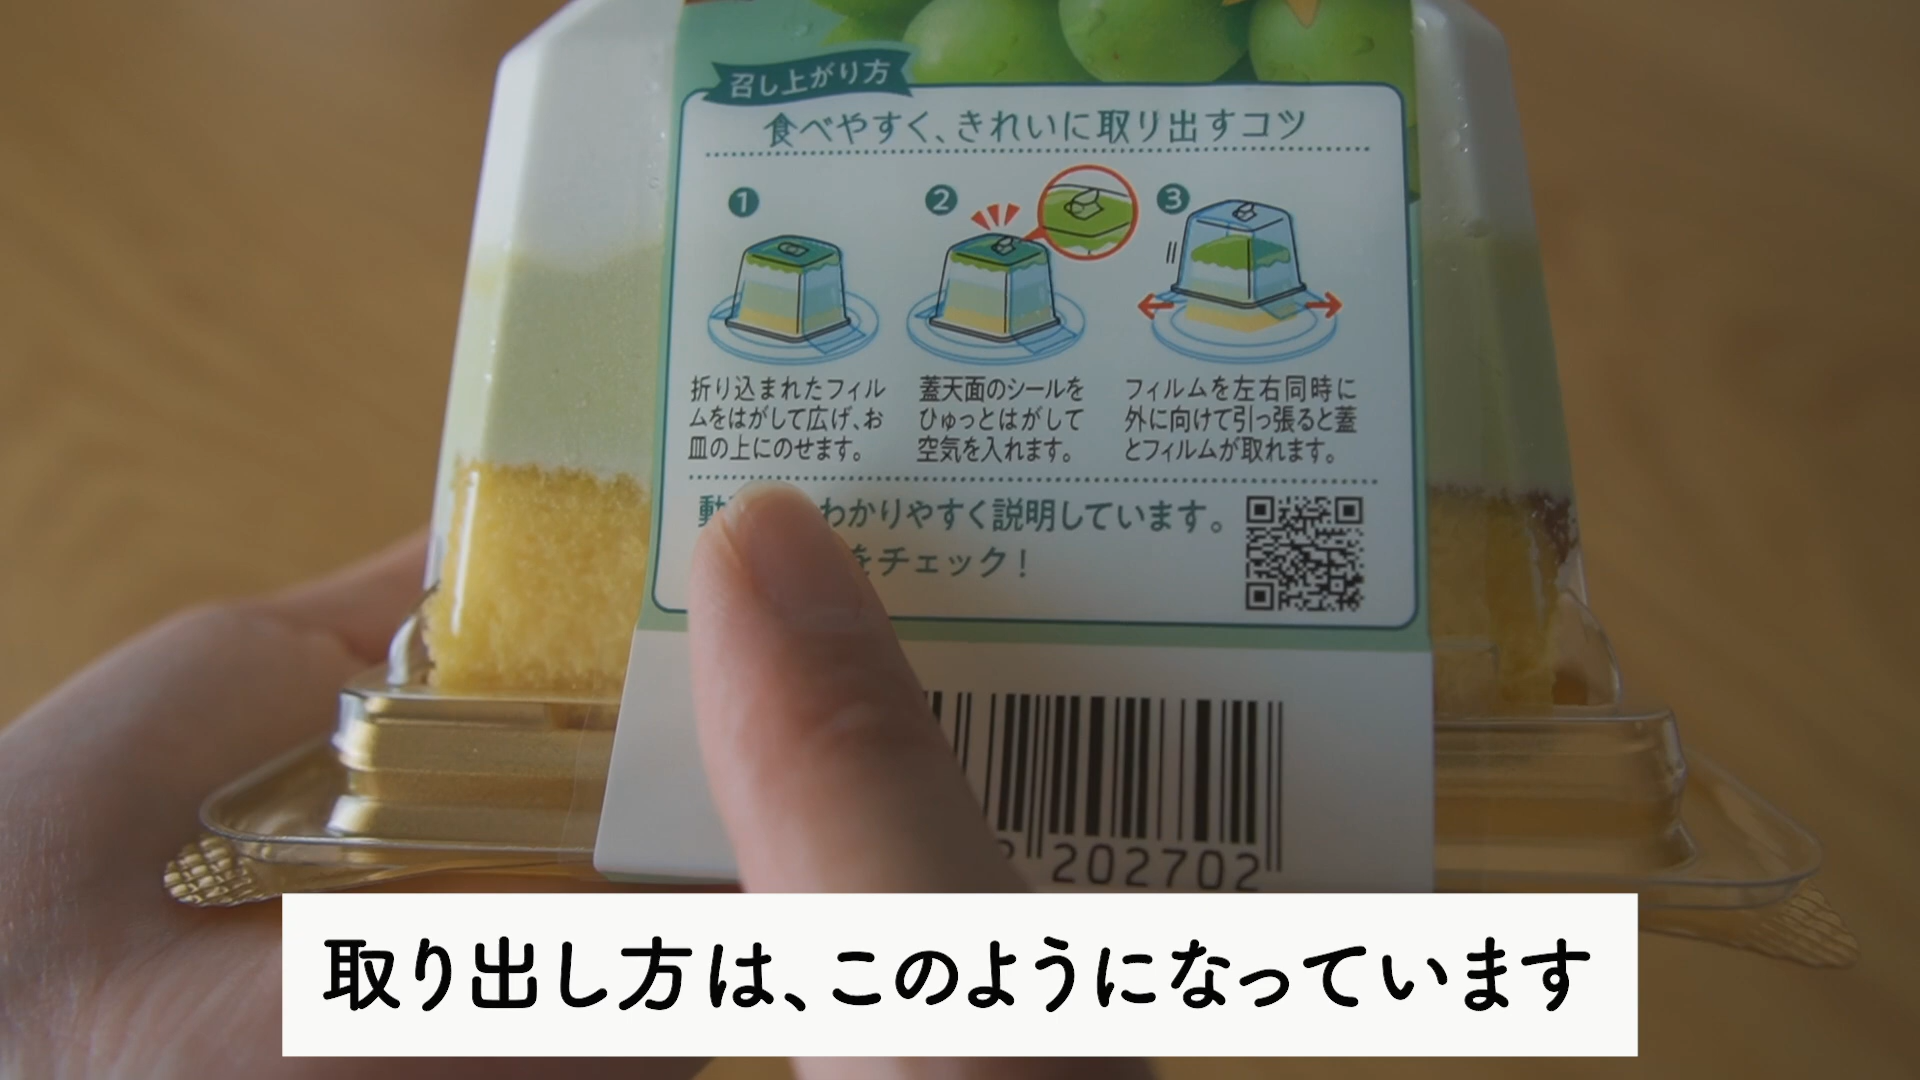 召し上がり方
食べやすく、きれいに取り出すコツ
1
2
3
折り込まれたフィル
ムをはがして広げ、お
皿の上にのせます。
蓋天面のシールを
ひゅっとはがして
空気を入れます。
フィルムを左右同時に
外に向けて引っ張ると蓋
とフィルムが取れます。
動 わかりやすく説明しています。
をチェック!
202702
取り出し方は、このようになっています